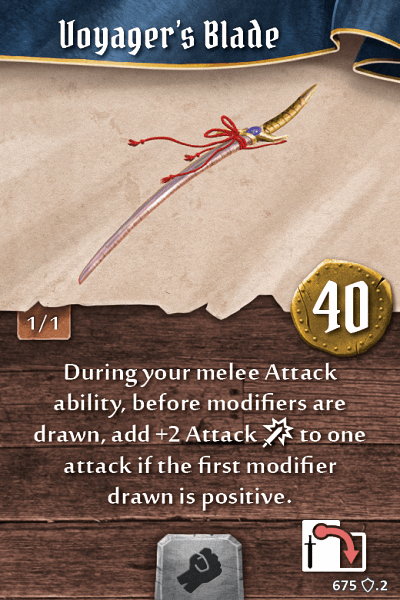 Voyager's Blade
1/1
40
During your melee Attack
ability, before modifiers are
drawn, add +2 Attack to one
attack if the first modifier
drawn is positive.
675 .2